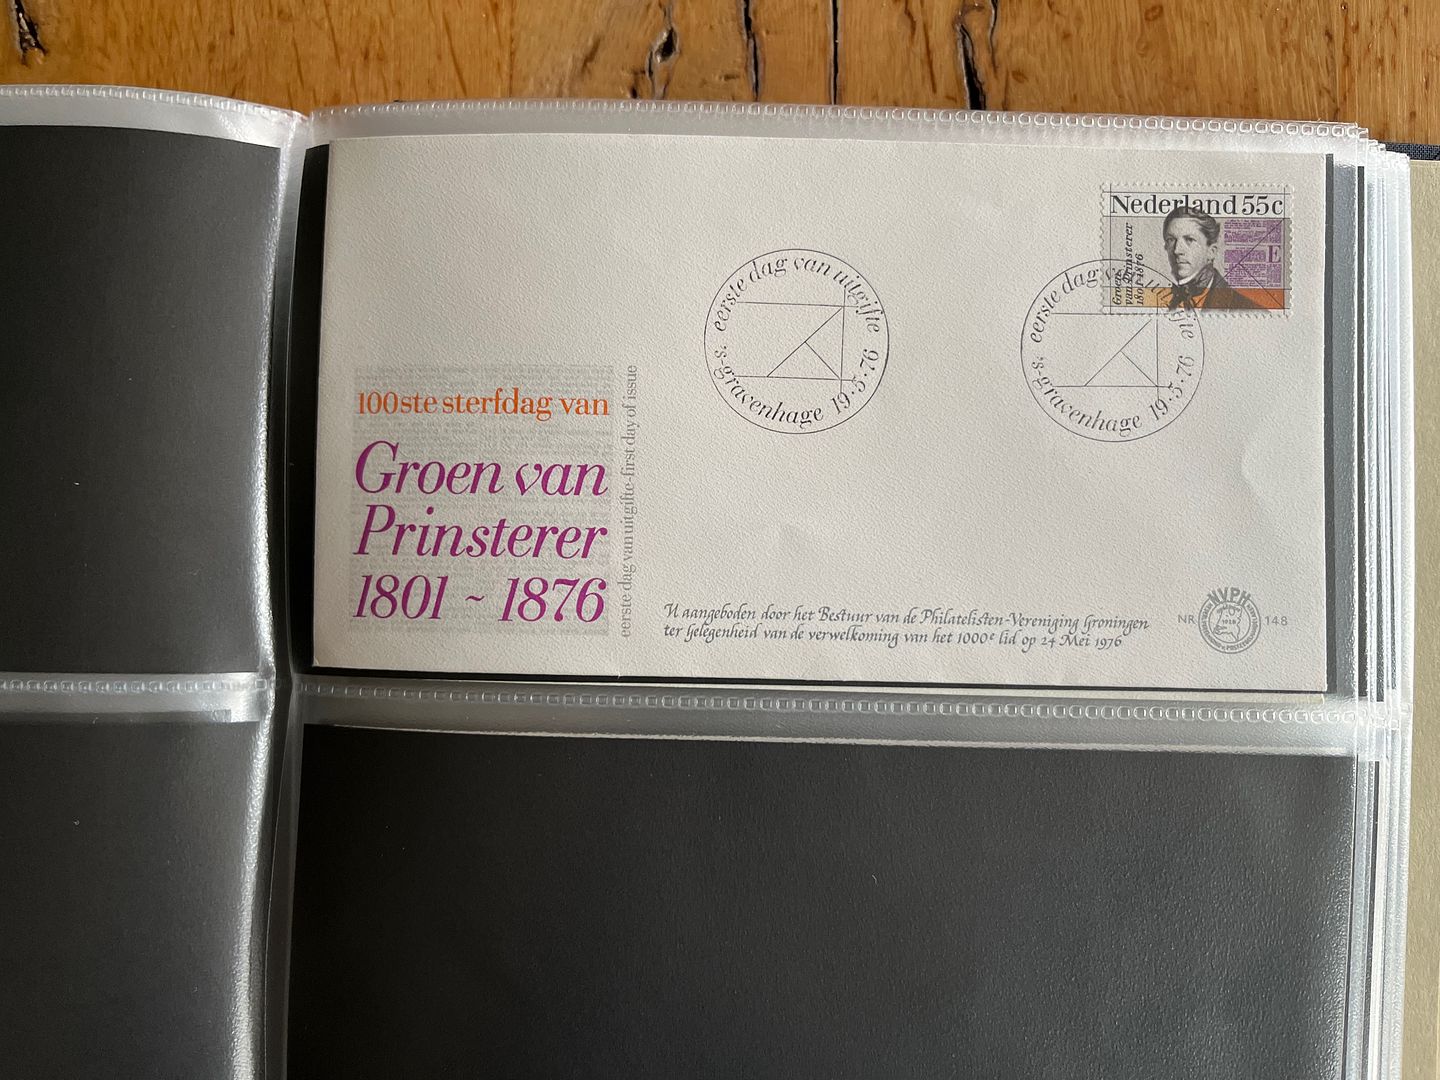 Nederland 55c
Groen
van Prinsterer
1801-1876
E
eerste dag van uitgifte
's-gravenhage 19·5·76
eerste dag van uitgifte
's-gravenhage 19·5·76
100ste sterfdag van
Groen van
Prinsterer
1801 ~ 1876
eerste dag van uitgifte-first day of issue
U aangeboden door het Bestuur van de Philatelisten-Vereniging Groningen
ter gelegenheid van de verwelkoming van het 1000e lid op 24 Mei 1976
NR.
NVPH
1928
148